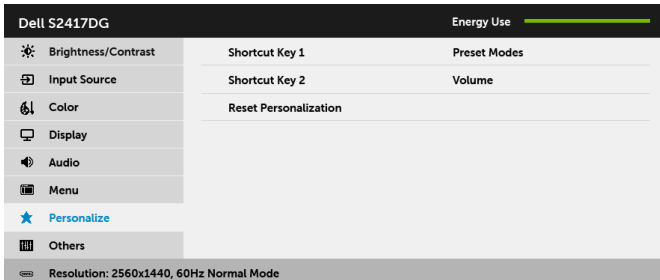 Dell S2417DG Energy Use
Brightness/Contrast Shortcut Key 1 Preset Modes
Input Source Shortcut Key 2 Volume
Color Reset Personalization
Display
Audio
Menu
Personalize
Others
Resolution: 2560x1440, 60Hz Normal Mode